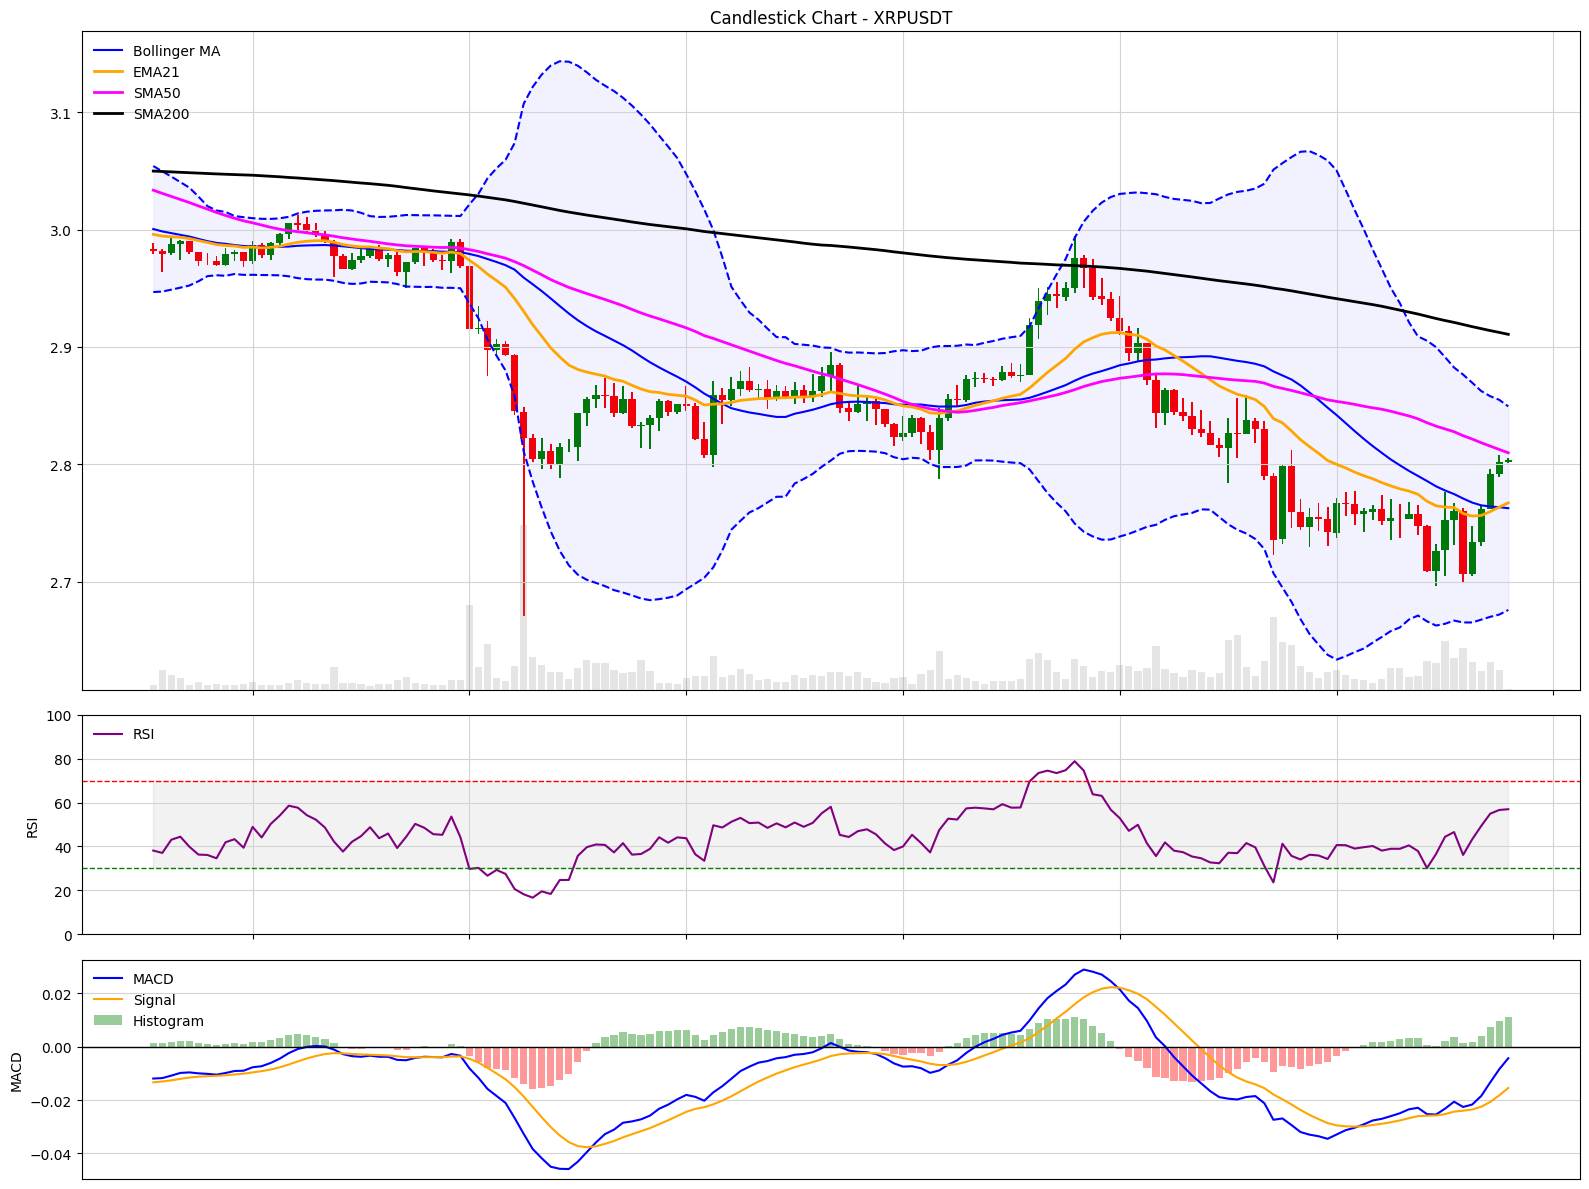 Candlestick Chart - XRPUSDT
Bollinger MA
EMA21
SMA50
SMA200
3.1
3.0
2.9
2.8
2.7
RSI
100
80
60
40
20
0
RSI
MACD
Signal
Histogram
0.02
0.00
−0.02
−0.04
MACD